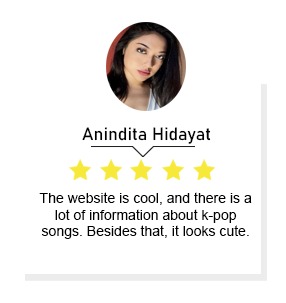 Anindita Hidayat
The website is cool, and there is a
lot of information about k-pop
songs. Besides that, it looks cute.